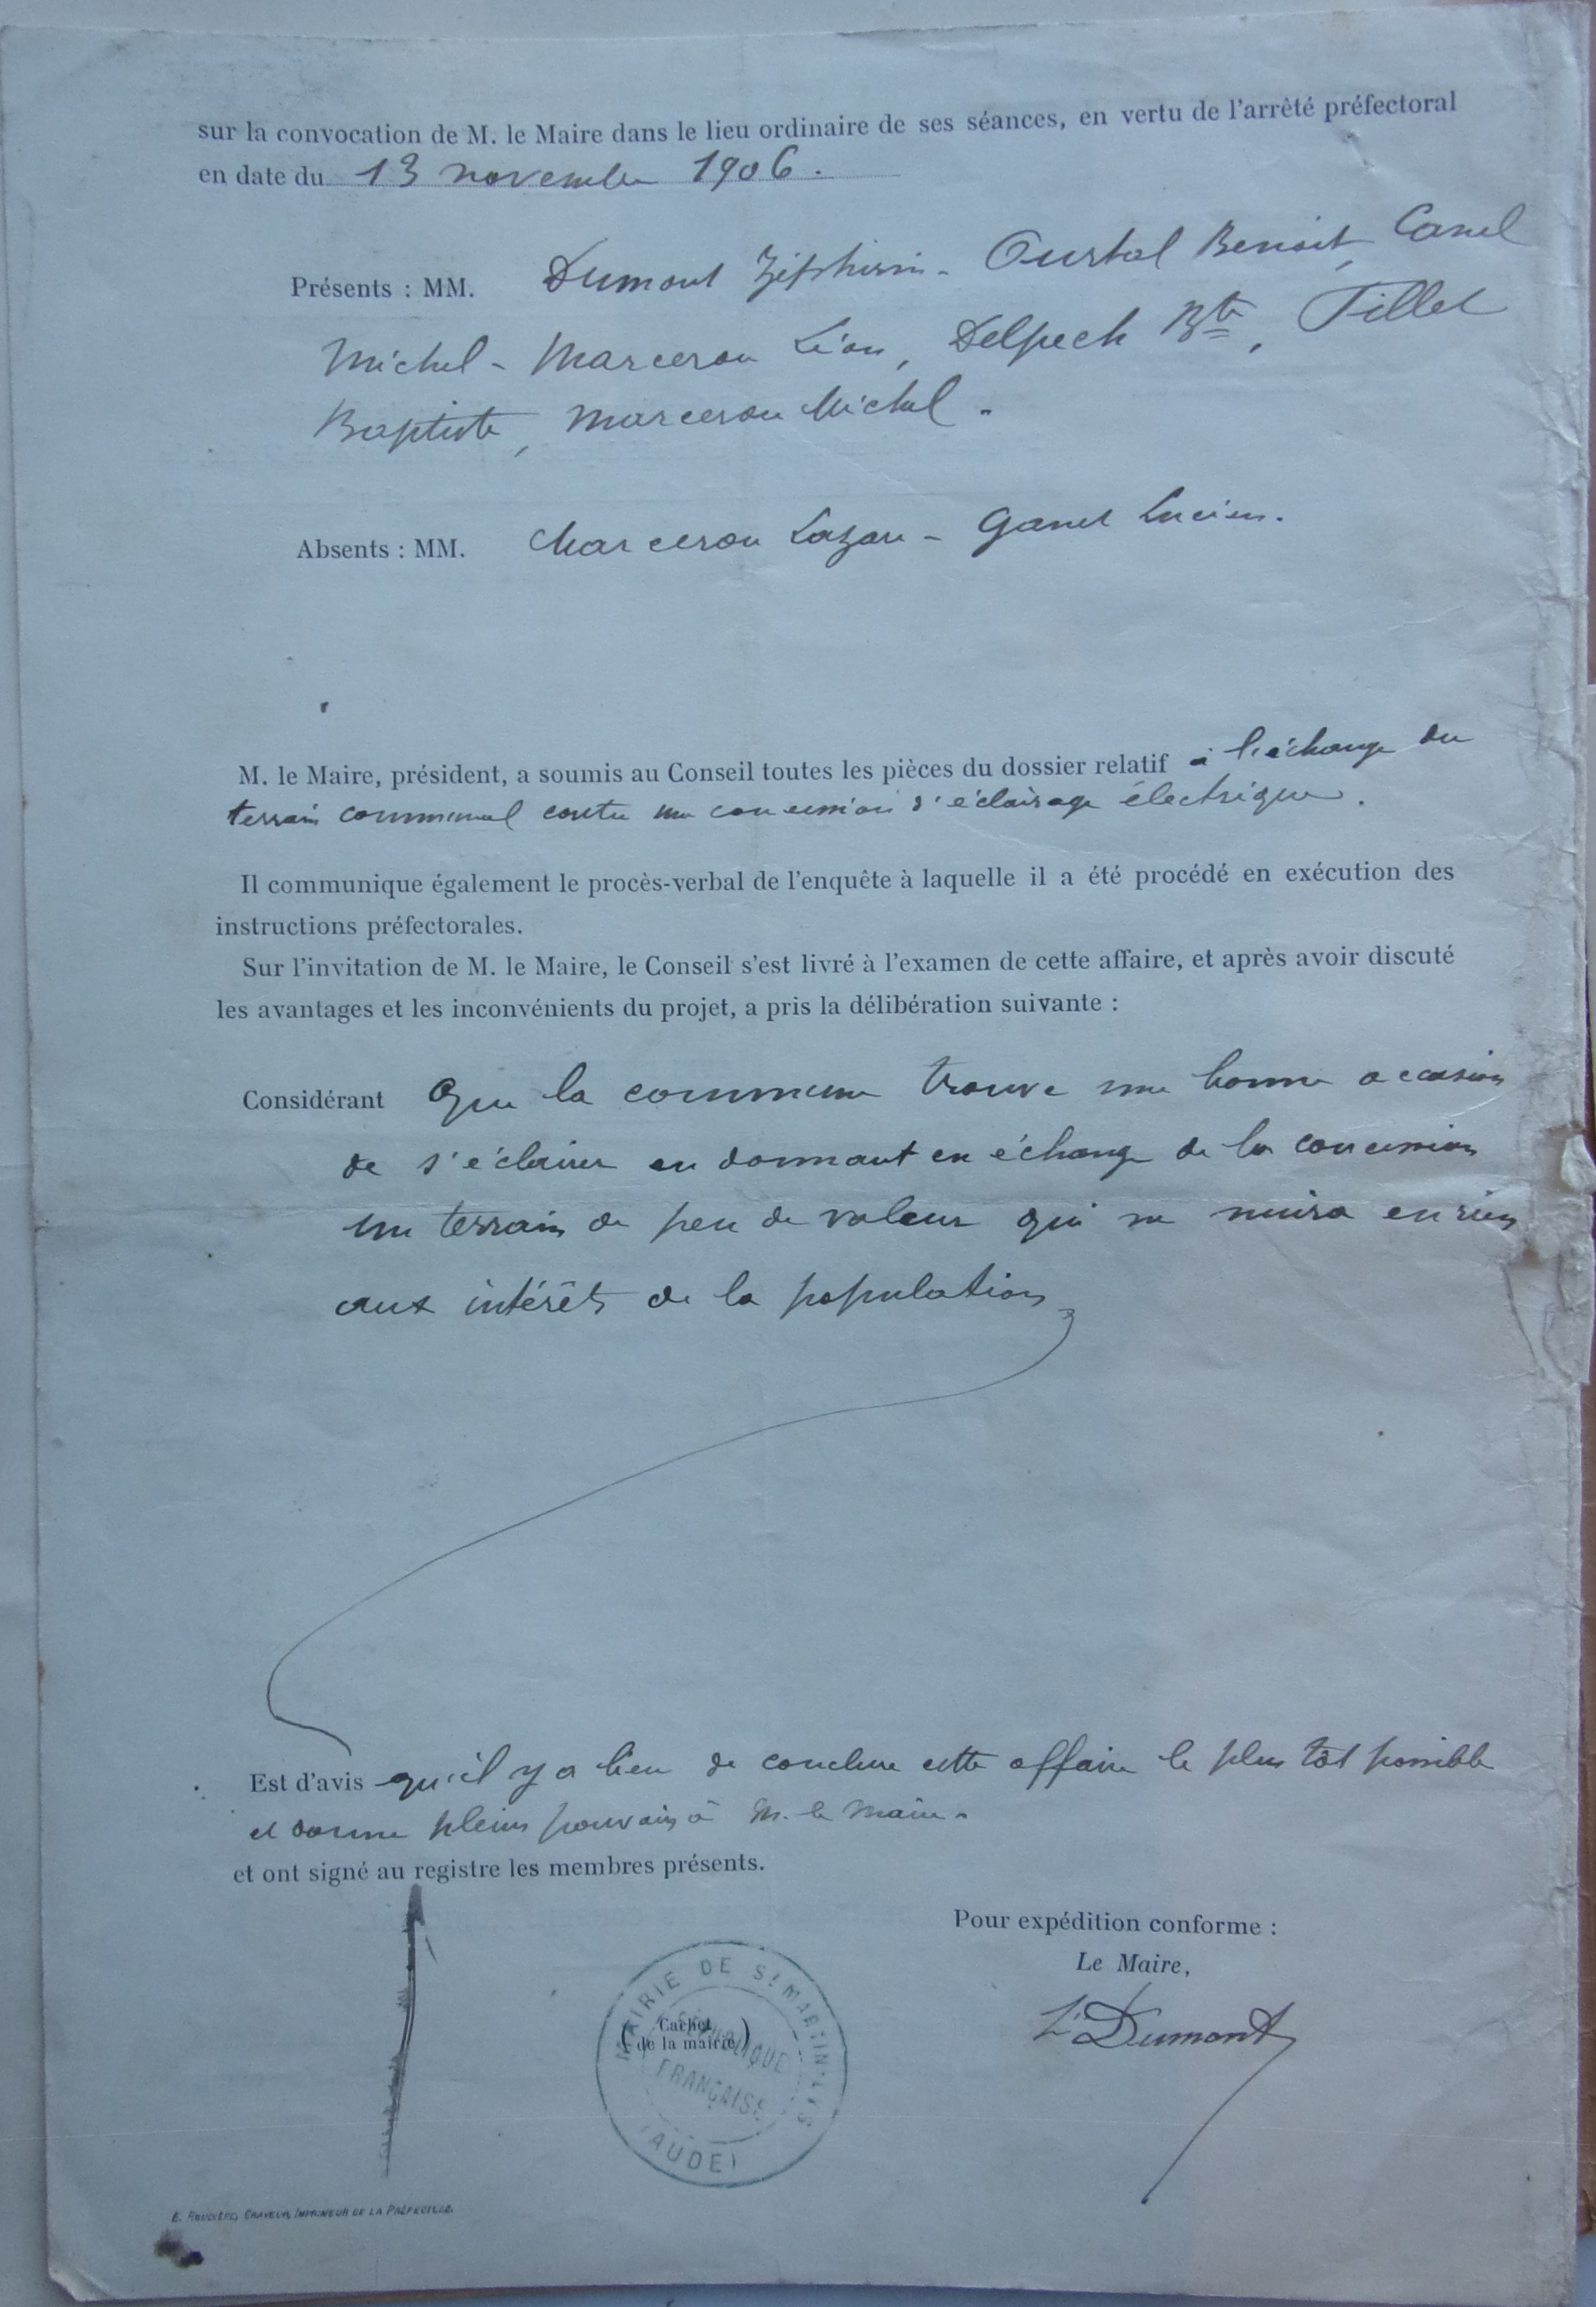 sur la convocation de M. le Maire dans le lieu ordinaire de ses séances, en vertu de l'arrêté préfectoral
en date du 13 novembre 1906.
Présents : MM. Dumont Zéphirin - Oustal Benoit, Canel
Michel - Marceron Léon, Delpech Bte, Tillet
Baptiste, Marceron Michel.
Absents : MM. Marceron Lazare - Lucien.
M. le Maire, président, a soumis au Conseil toutes les pièces du dossier relatif à l'échange du
terrain communal contre une concession d'éclairage électrique.
Il communique également le procès-verbal de l'enquête à laquelle il a été procédé en exécution des
instructions préfectorales.
Sur l'invitation de M. le Maire, le Conseil s'est livré à l'examen de cette affaire, et après avoir discuté
les avantages et les inconvénients du projet, a pris la délibération suivante :
Considérant Que la commune trouve une bonne occasion
de s'éclairer en donnant en échange de la concession
un terrain de peu de valeur qui ne nuira en rien
aux intérêts de la population
Est d'avis qu'il y a lieu de conclure cette affaire le plus tôt possible
et donne pleins pouvoirs à M. le Maire.
et ont signé au registre les membres présents.
Pour expédition conforme :
Le Maire,
Z. Dumont
MAIRIE DE St MARTIN-LYS
RÉPUBLIQUE
FRANÇAISE
(AUDE)
(Cachet
de la mairie)
GRAVEUR, IMPRIMEUR DE LA PRÉFECTURE.